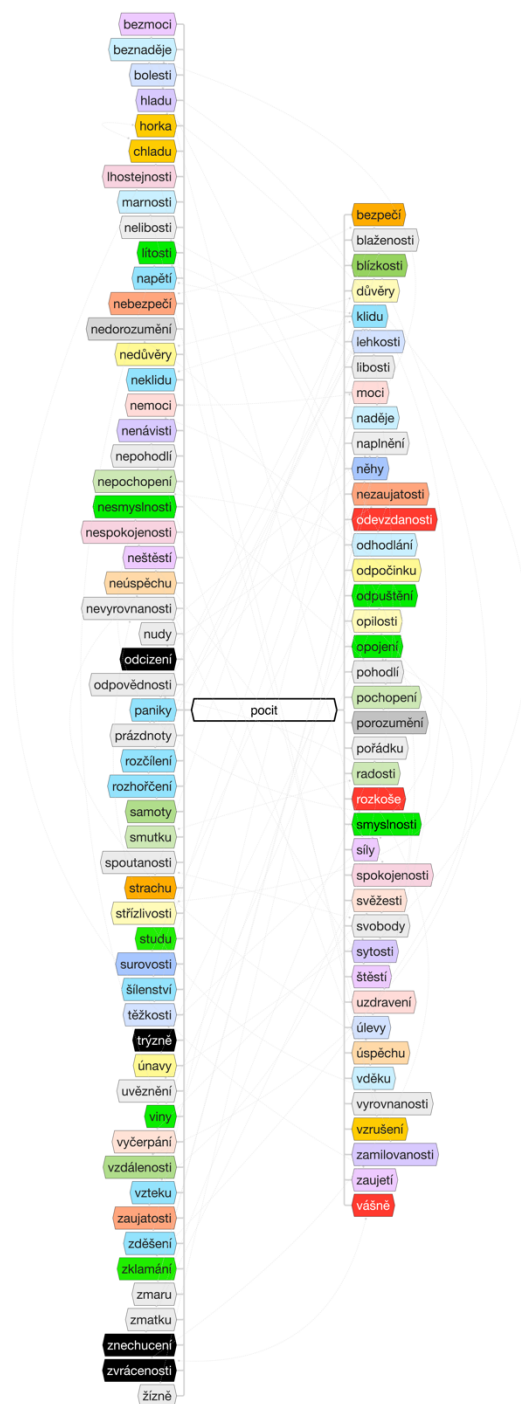 bezmoci
beznaděje
bolesti
hladu
horka
chladu
lhostejnosti
marnosti
nelibosti
lítosti
napětí
nebezpečí
nedorozumění
nedůvěry
neklidu
nemoci
nenávisti
nepohodlí
nepochopení
nesmyslnosti
nespokojenosti
neštěstí
neúspěchu
nevyrovnanosti
nudy
odcizení
odpovědnosti
paniky
prázdnoty
rozčílení
rozhořčení
samoty
smutku
spoutanosti
strachu
střízlivosti
studu
surovosti
šílenství
těžkosti
trýzně
únavy
uvěznění
viny
vyčerpání
vzdálenosti
vzteku
zaujatosti
zděšení
zklamání
zmaru
zmatku
znechucení
zvrácenosti
žízně
pocit
bezpečí
blaženosti
blízkosti
důvěry
klidu
lehkosti
libosti
moci
naděje
naplnění
něhy
nezaujatosti
odevzdanosti
odhodlání
odpočinku
odpuštění
opilosti
opojení
pohodlí
pochopení
porozumění
pořádku
radosti
rozkoše
smyslnosti
síly
spokojenosti
svěžesti
svobody
sytosti
štěstí
uzdravení
úlevy
úspěchu
vděku
vyrovnanosti
vzrušení
zamilovanosti
zaujetí
vášně